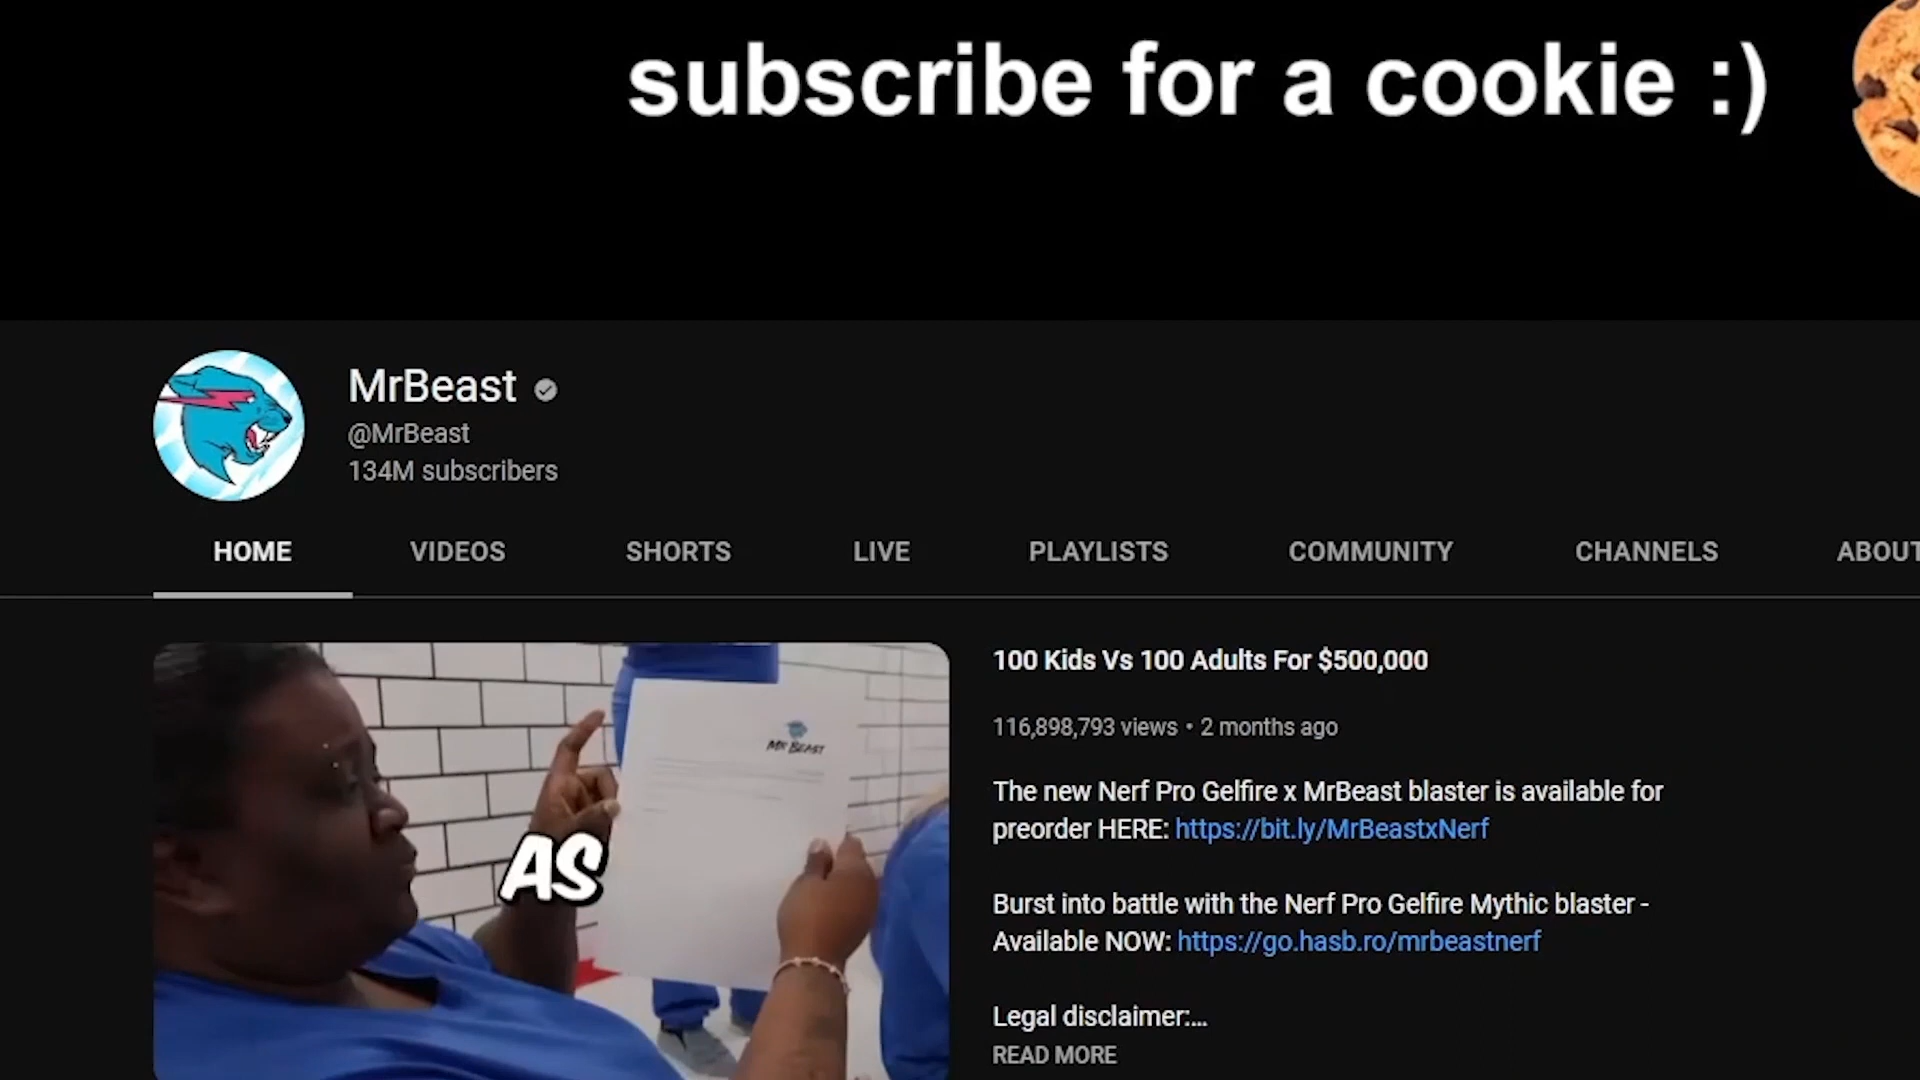 subscribe for a cookie :)
MrBeast
@MrBeast
134M subscribers
HOME VIDEOS SHORTS LIVE PLAYLISTS COMMUNITY CHANNELS ABOUT
MR BEAST
AS
100 Kids Vs 100 Adults For $500,000
116,898,793 views • 2 months ago
The new Nerf Pro Gelfire x MrBeast blaster is available for
preorder HERE: https://bit.ly/MrBeastxNerf
Burst into battle with the Nerf Pro Gelfire Mythic blaster -
Available NOW: https://go.hasb.ro/mrbeastnerf
Legal disclaimer:...
READ MORE